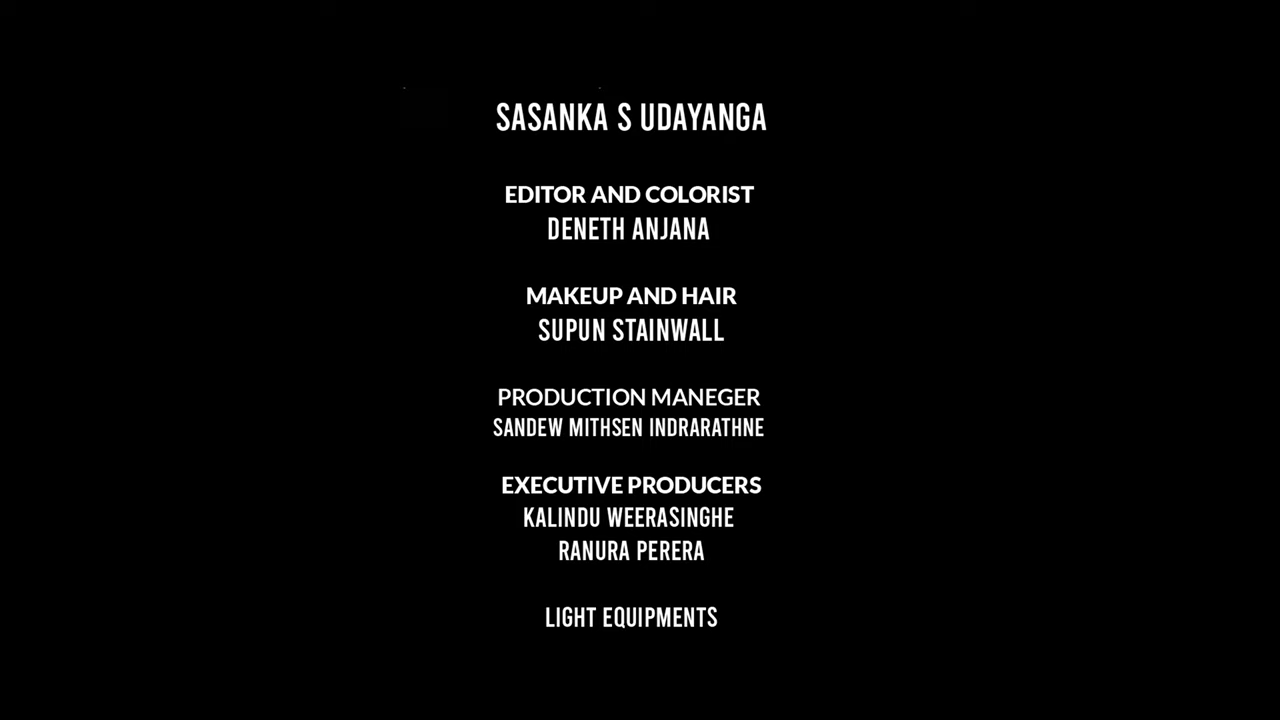 SASANKA S UDAYANGA
EDITOR AND COLORIST
DENETH ANJANA
MAKEUP AND HAIR
SUPUN STAINWALL
PRODUCTION MANEGER
SANDEW MITHSEN INDRARATHNE
EXECUTIVE PRODUCERS
KALINDU WEERASINGHE
RANURA PERERA
LIGHT EQUIPMENTS